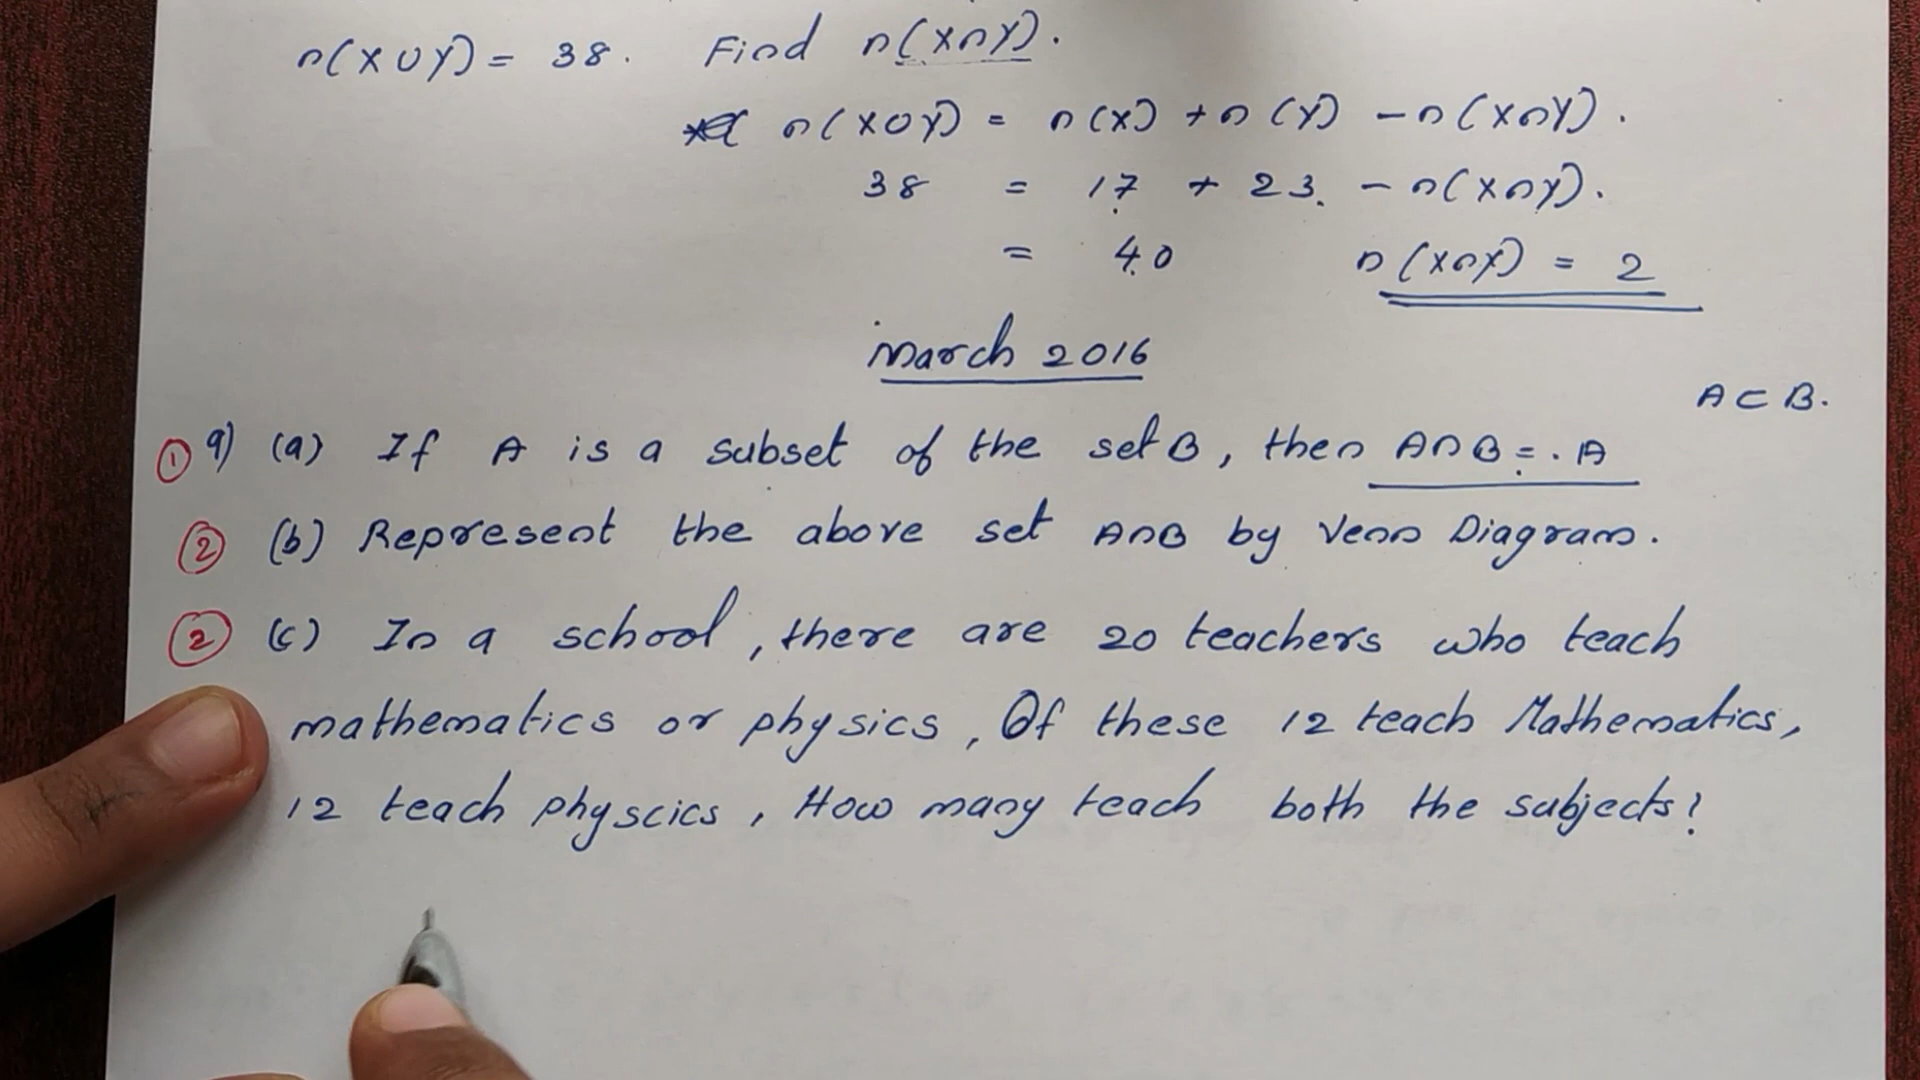 n(X∪Y) = 38. Find n(X∩Y).
n(X∪Y) = n(X) + n(Y) - n(X∩Y).
38 = 17 + 23. - n(X∩Y).
= 40 n(X∩Y) = 2
March 2016
A ⊂ B.
① 9) (a) If A is a subset of the set B, then A∩B = . A
② (b) Represent the above set A∩B by Venn Diagram.
② (c) In a school, there are 20 teachers who teach
mathematics or physics, Of these 12 teach Mathematics,
12 teach physcics, How many teach both the subjects?